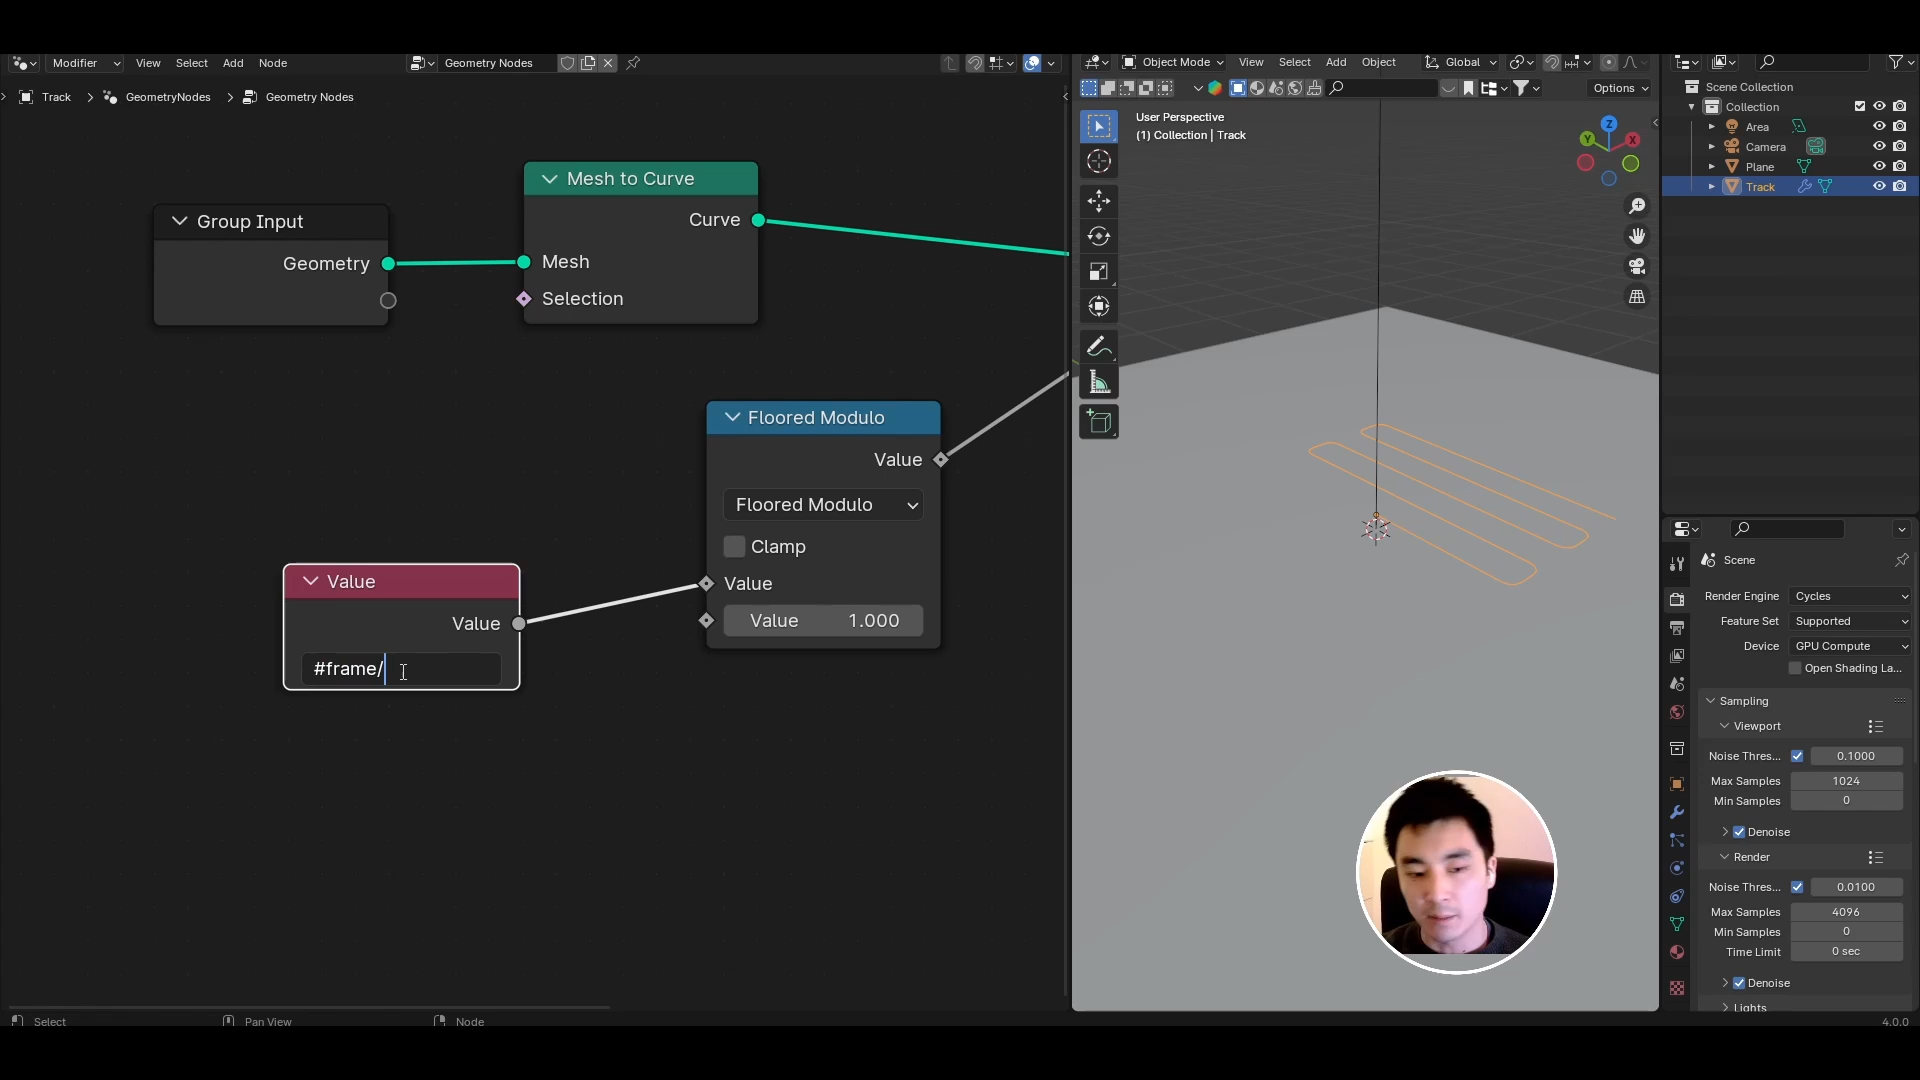 Modifier
View
Select
Add
Node
Geometry Nodes
Track
GeometryNodes
Geometry Nodes
Group Input
Geometry
Mesh to Curve
Curve
Mesh
Selection
Floored Modulo
Value
Floored Modulo
Clamp
Value
Value 1.000
Value
Value
#frame/
Select
Pan View
Node
Object Mode
View
Select
Add
Object
Global
Options
User Perspective
(1) Collection | Track
Z
Y
X
Scene Collection
Collection
Area
Camera
Plane
Track
Scene
Render Engine Cycles
Feature Set Supported
Device GPU Compute
Open Shading La...
Sampling
Viewport
Noise Thres... 0.1000
Max Samples 1024
Min Samples 0
Denoise
Render
Noise Thres... 0.0100
Max Samples 4096
Min Samples 0
Time Limit 0 sec
Denoise
Lights
4.0.0